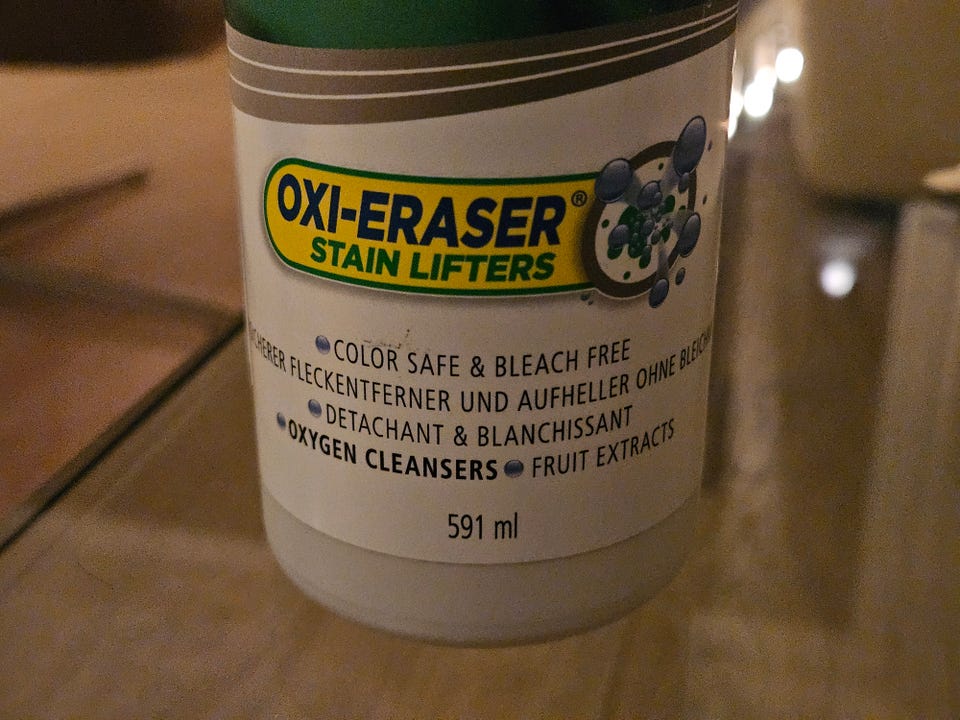 OXI-ERASER®
STAIN LIFTERS
COLOR SAFE & BLEACH FREE
FLECKENTFERNER UND AUFHELLER OHNE
DETACHANT & BLANCHISSANT
OXYGEN CLEANSERS FRUIT EXTRACTS
591 ml